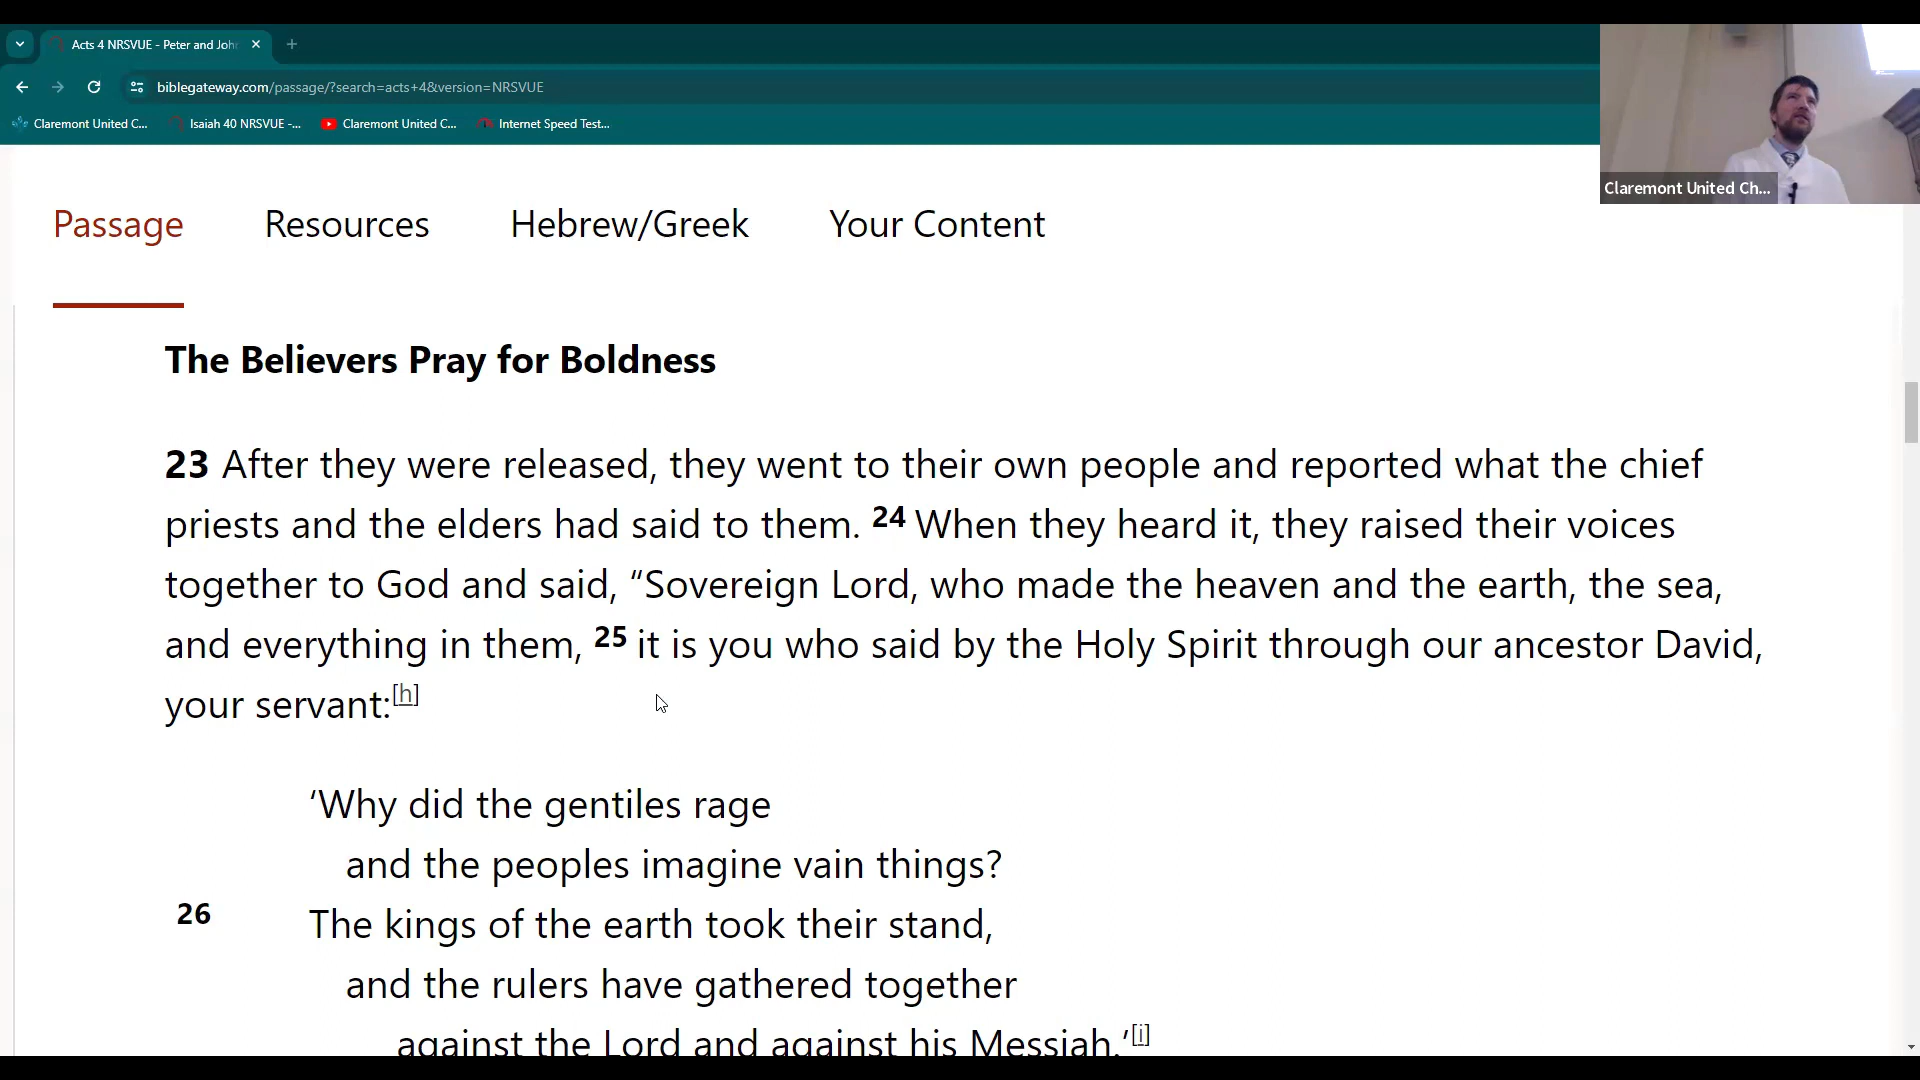 Acts 4 NRSVUE - Peter and Joh
biblegateway.com/passage/?search=acts+4&version=NRSVUE
Claremont United C... Isaiah 40 NRSVUE -... Claremont United C... Internet Speed Test...
Claremont United Ch...
Passage Resources Hebrew/Greek Your Content
The Believers Pray for Boldness
23 After they were released, they went to their own people and reported what the chief
priests and the elders had said to them. 24 When they heard it, they raised their voices
together to God and said, “Sovereign Lord, who made the heaven and the earth, the sea,
and everything in them, 25 it is you who said by the Holy Spirit through our ancestor David,
your servant:[h]
‘Why did the gentiles rage
and the peoples imagine vain things?
26 The kings of the earth took their stand,
and the rulers have gathered together
against the Lord and against his Messiah.’[i]